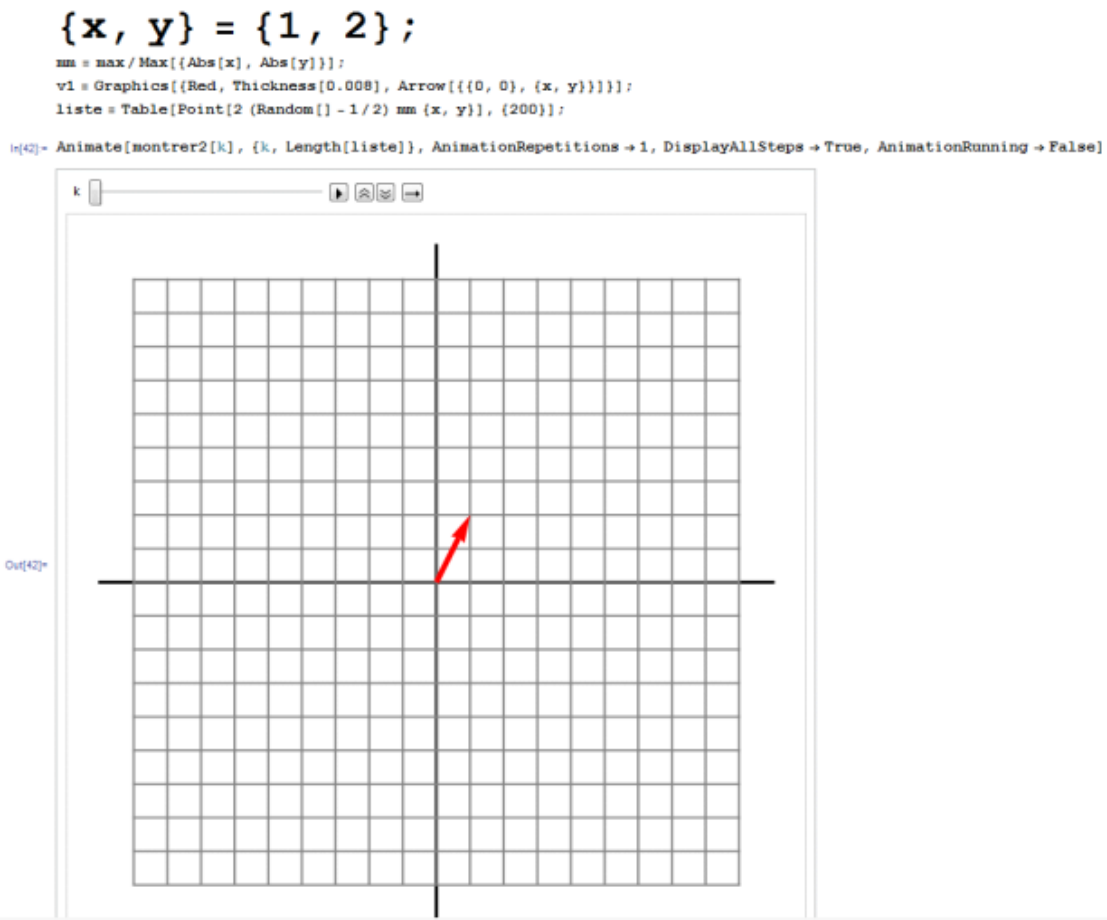 {x, y} = {1, 2};
mm = max / Max[{Abs[x], Abs[y]}];
v1 = Graphics[{Red, Thickness[0.008], Arrow[{{0, 0}, {x, y}}]}];
liste = Table[Point[2 (Random[] - 1/2) mm {x, y}], {200}];
In[42]:= Animate[montrer2[k], {k, Length[liste]}, AnimationRepetitions → 1, DisplayAllSteps → True, AnimationRunning → False]
k
Out[42]=